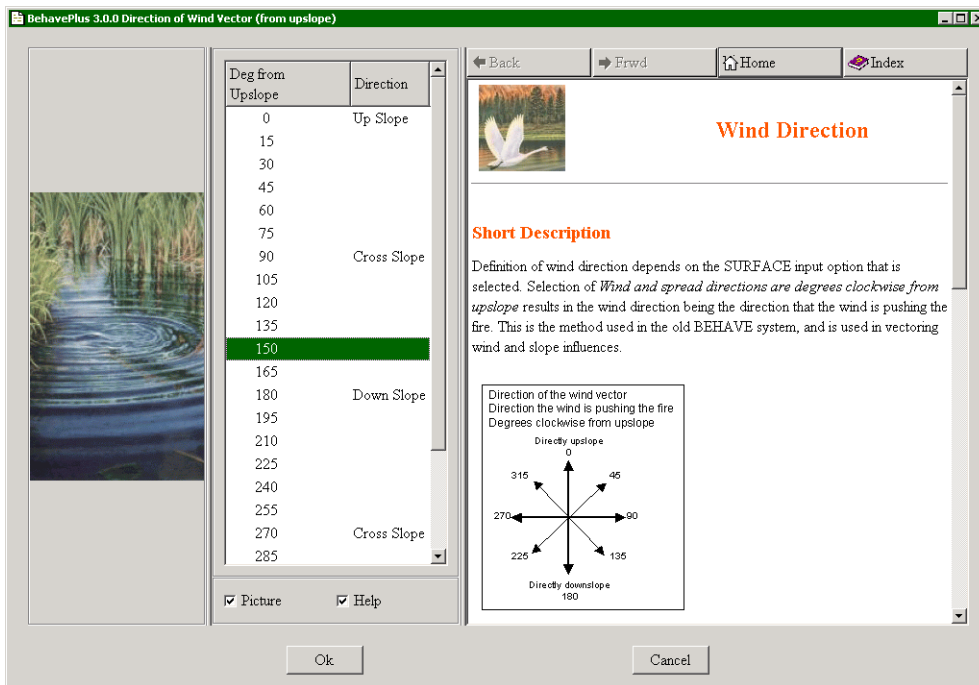 BehavePlus 3.0.0 Direction of Wind Vector (from upslope)
Deg from
Upslope
Direction
0 Up Slope
15
30
45
60
75
90 Cross Slope
105
120
135
150
165
180 Down Slope
195
210
225
240
255
270 Cross Slope
285
Picture Help
Back Frwd Home Index
Wind Direction
Short Description
Definition of wind direction depends on the SURFACE input option that is
selected. Selection of Wind and spread directions are degrees clockwise from
upslope results in the wind direction being the direction that the wind is pushing the
fire. This is the method used in the old BEHAVE system, and is used in vectoring
wind and slope influences.
Direction of the wind vector
Direction the wind is pushing the fire
Degrees clockwise from upslope
Directly upslope
0
315 45
270 90
225 135
Directly downslope
180
Ok Cancel